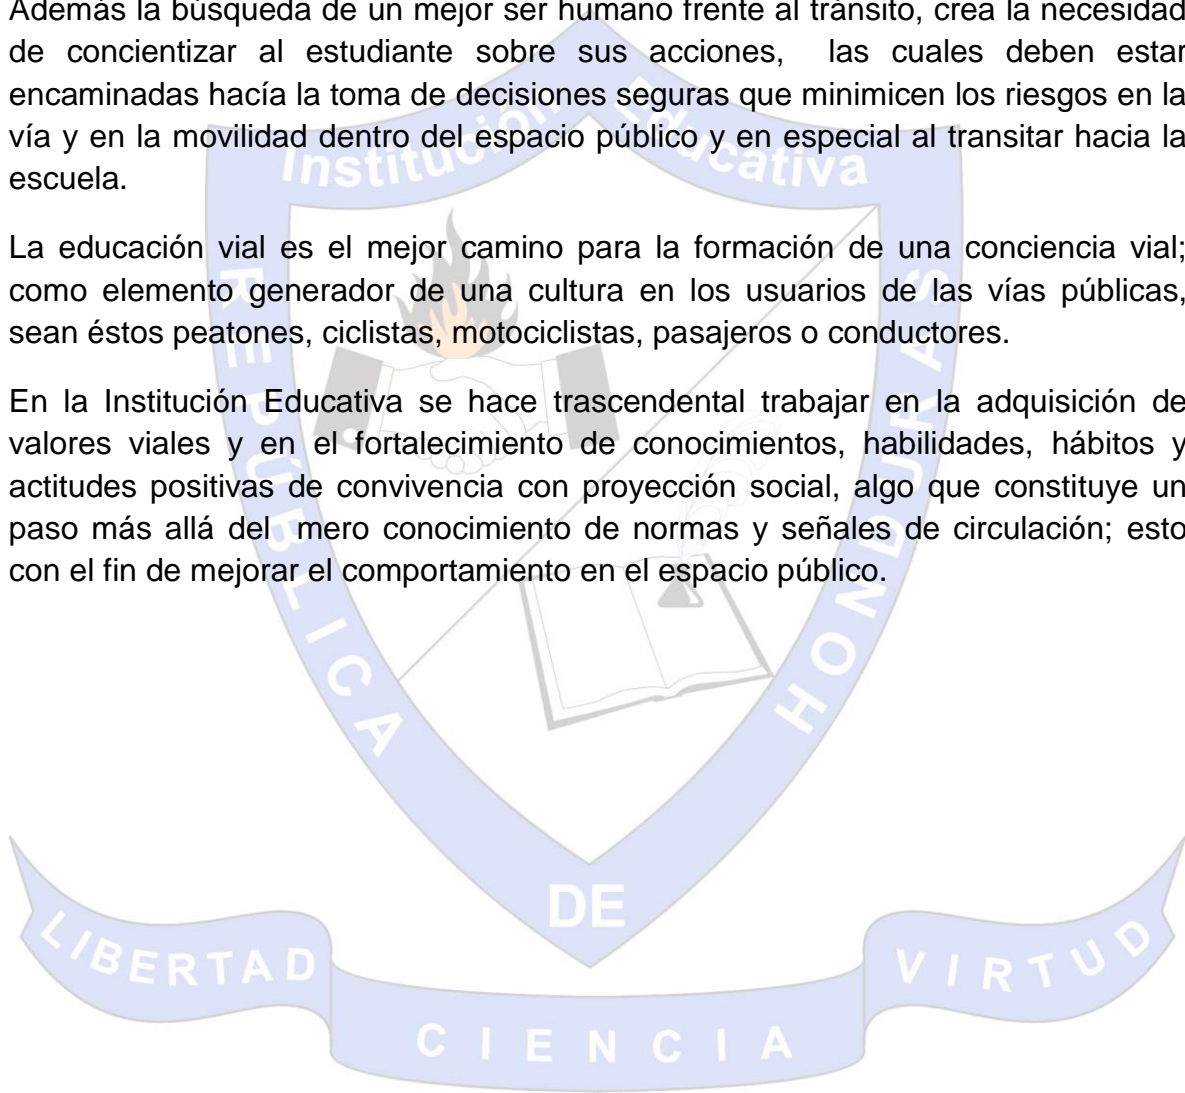 Además la búsqueda de un mejor ser humano frente al tránsito, crea la necesidad
de concientizar al estudiante sobre sus acciones, las cuales deben estar
encaminadas hacía la toma de decisiones seguras que minimicen los riesgos en la
vía y en la movilidad dentro del espacio público y en especial al transitar hacia la
escuela.
La educación vial es el mejor camino para la formación de una conciencia vial;
como elemento generador de una cultura en los usuarios de las vías públicas,
sean éstos peatones, ciclistas, motociclistas, pasajeros o conductores.
En la Institución Educativa se hace trascendental trabajar en la adquisición de
valores viales y en el fortalecimiento de conocimientos, habilidades, hábitos y
actitudes positivas de convivencia con proyección social, algo que constituye un
paso más allá del mero conocimiento de normas y señales de circulación; esto
con el fin de mejorar el comportamiento en el espacio público.
Institución Educativa
REPÚBLICA
DE
HONDURAS
LIBERTAD
CIENCIA
VIRTUD